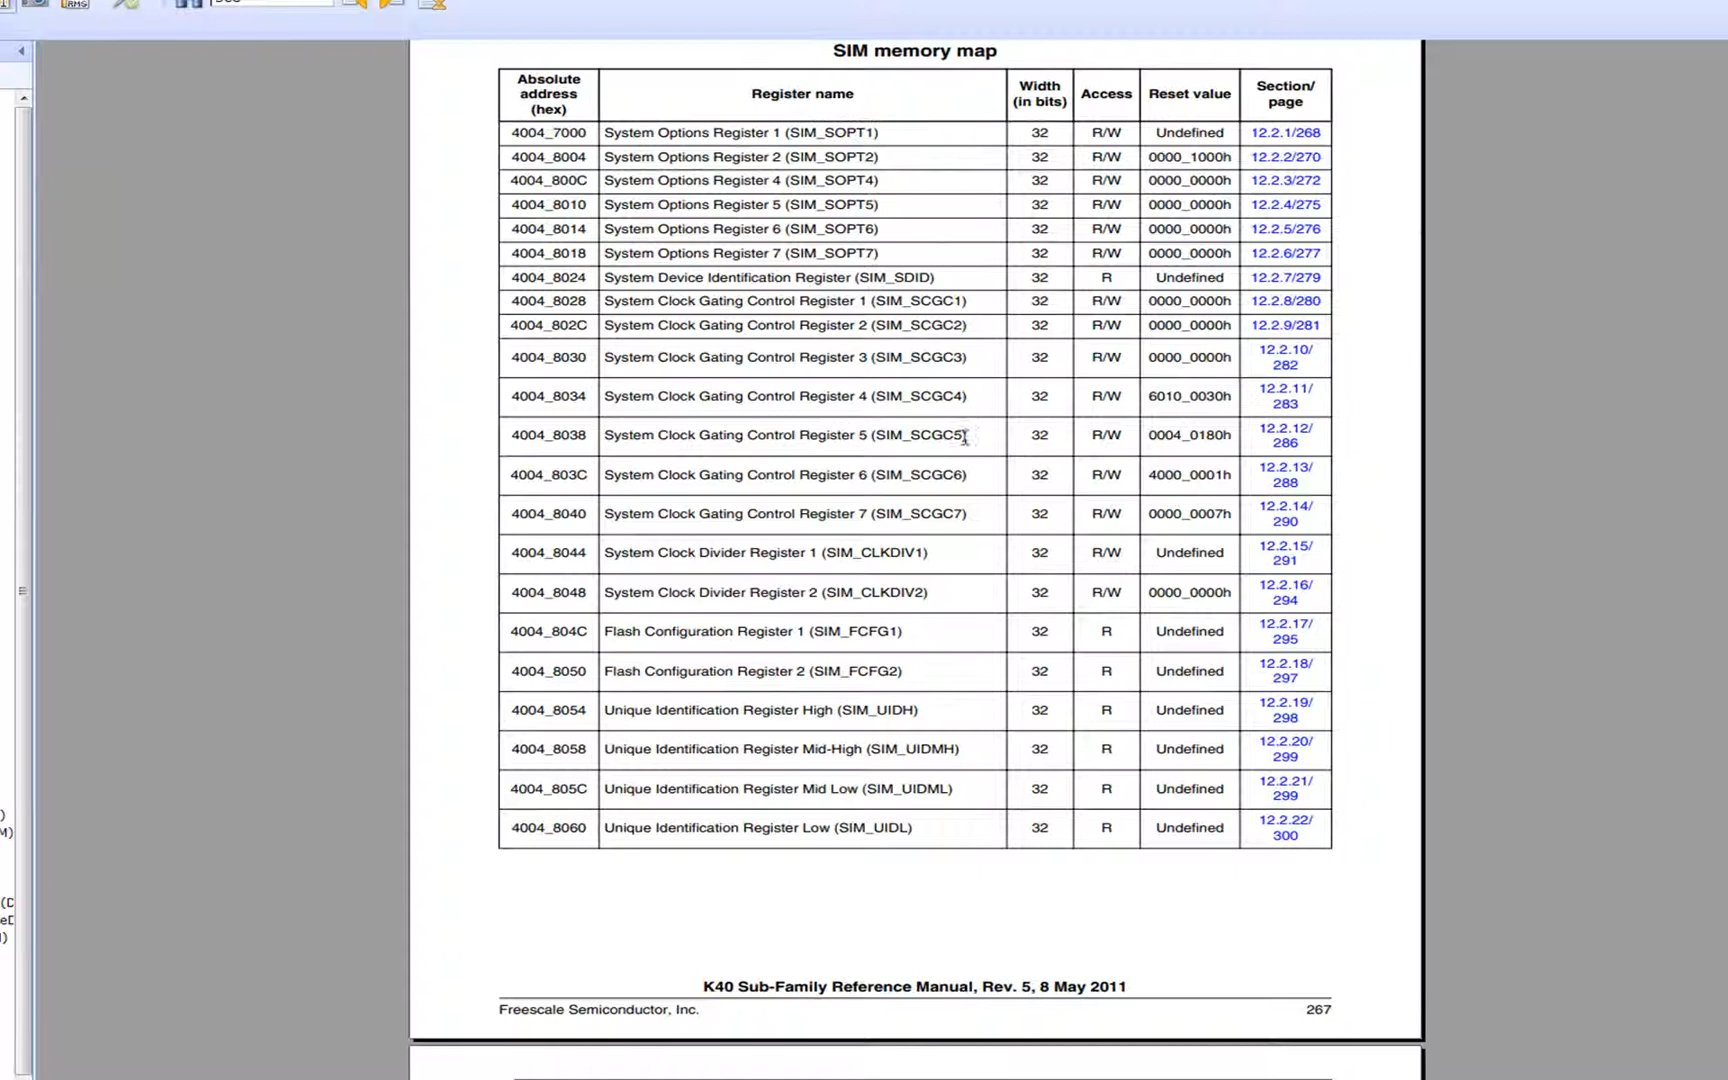 SIM memory map
Absolute address (hex) Register name Width (in bits) Access Reset value Section/ page
4004_7000 System Options Register 1 (SIM_SOPT1) 32 R/W Undefined 12.2.1/268
4004_8004 System Options Register 2 (SIM_SOPT2) 32 R/W 0000_1000h 12.2.2/270
4004_800C System Options Register 4 (SIM_SOPT4) 32 R/W 0000_0000h 12.2.3/272
4004_8010 System Options Register 5 (SIM_SOPT5) 32 R/W 0000_0000h 12.2.4/275
4004_8014 System Options Register 6 (SIM_SOPT6) 32 R/W 0000_0000h 12.2.5/276
4004_8018 System Options Register 7 (SIM_SOPT7) 32 R/W 0000_0000h 12.2.6/277
4004_8024 System Device Identification Register (SIM_SDID) 32 R Undefined 12.2.7/279
4004_8028 System Clock Gating Control Register 1 (SIM_SCGC1) 32 R/W 0000_0000h 12.2.8/280
4004_802C System Clock Gating Control Register 2 (SIM_SCGC2) 32 R/W 0000_0000h 12.2.9/281
4004_8030 System Clock Gating Control Register 3 (SIM_SCGC3) 32 R/W 0000_0000h 12.2.10/ 282
4004_8034 System Clock Gating Control Register 4 (SIM_SCGC4) 32 R/W 6010_0030h 12.2.11/ 283
4004_8038 System Clock Gating Control Register 5 (SIM_SCGC5) 32 R/W 0004_0180h 12.2.12/ 286
4004_803C System Clock Gating Control Register 6 (SIM_SCGC6) 32 R/W 4000_0001h 12.2.13/ 288
4004_8040 System Clock Gating Control Register 7 (SIM_SCGC7) 32 R/W 0000_0007h 12.2.14/ 290
4004_8044 System Clock Divider Register 1 (SIM_CLKDIV1) 32 R/W Undefined 12.2.15/ 291
4004_8048 System Clock Divider Register 2 (SIM_CLKDIV2) 32 R/W 0000_0000h 12.2.16/ 294
4004_804C Flash Configuration Register 1 (SIM_FCFG1) 32 R Undefined 12.2.17/ 295
4004_8050 Flash Configuration Register 2 (SIM_FCFG2) 32 R Undefined 12.2.18/ 297
4004_8054 Unique Identification Register High (SIM_UIDH) 32 R Undefined 12.2.19/ 298
4004_8058 Unique Identification Register Mid-High (SIM_UIDMH) 32 R Undefined 12.2.20/ 299
4004_805C Unique Identification Register Mid Low (SIM_UIDML) 32 R Undefined 12.2.21/ 299
4004_8060 Unique Identification Register Low (SIM_UIDL) 32 R Undefined 12.2.22/ 300
K40 Sub-Family Reference Manual, Rev. 5, 8 May 2011
Freescale Semiconductor, Inc. 267